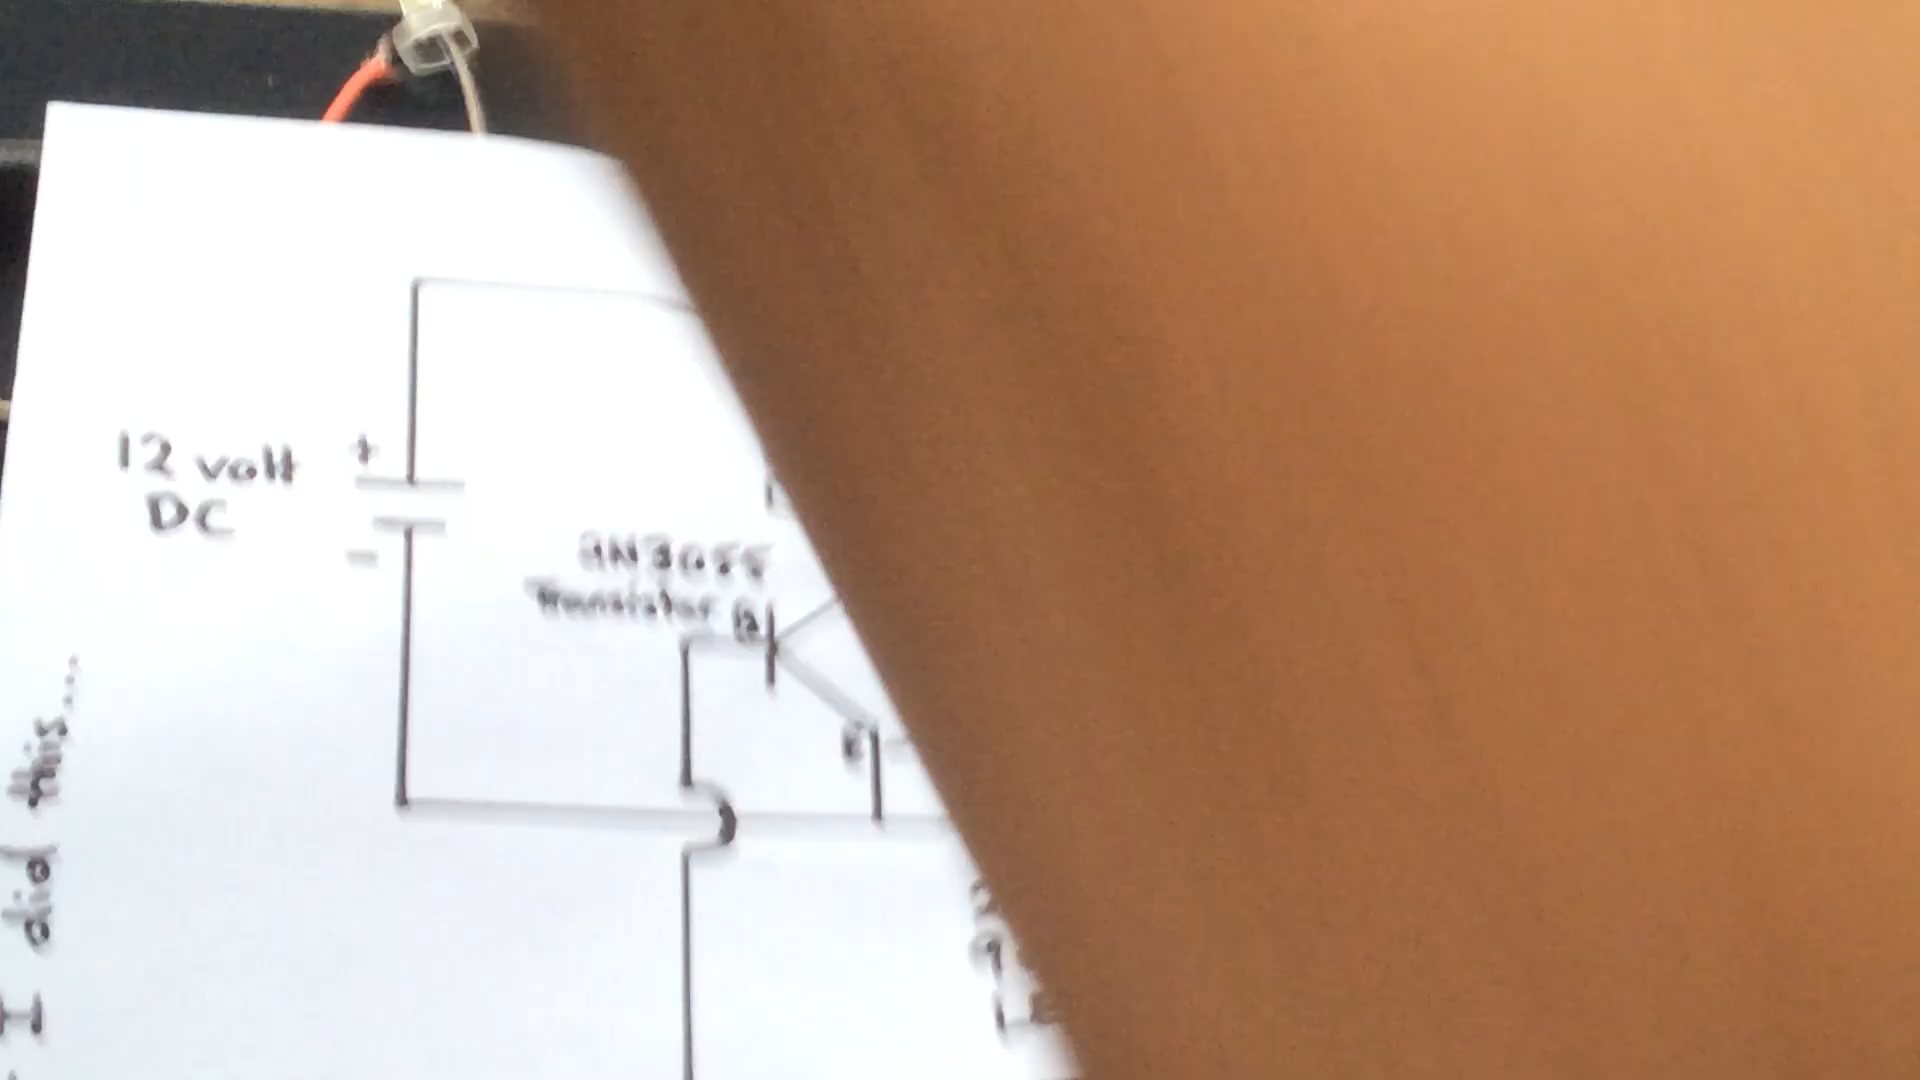 12 volt
DC
+
-
2N3055
Transistor B
E
I did this....